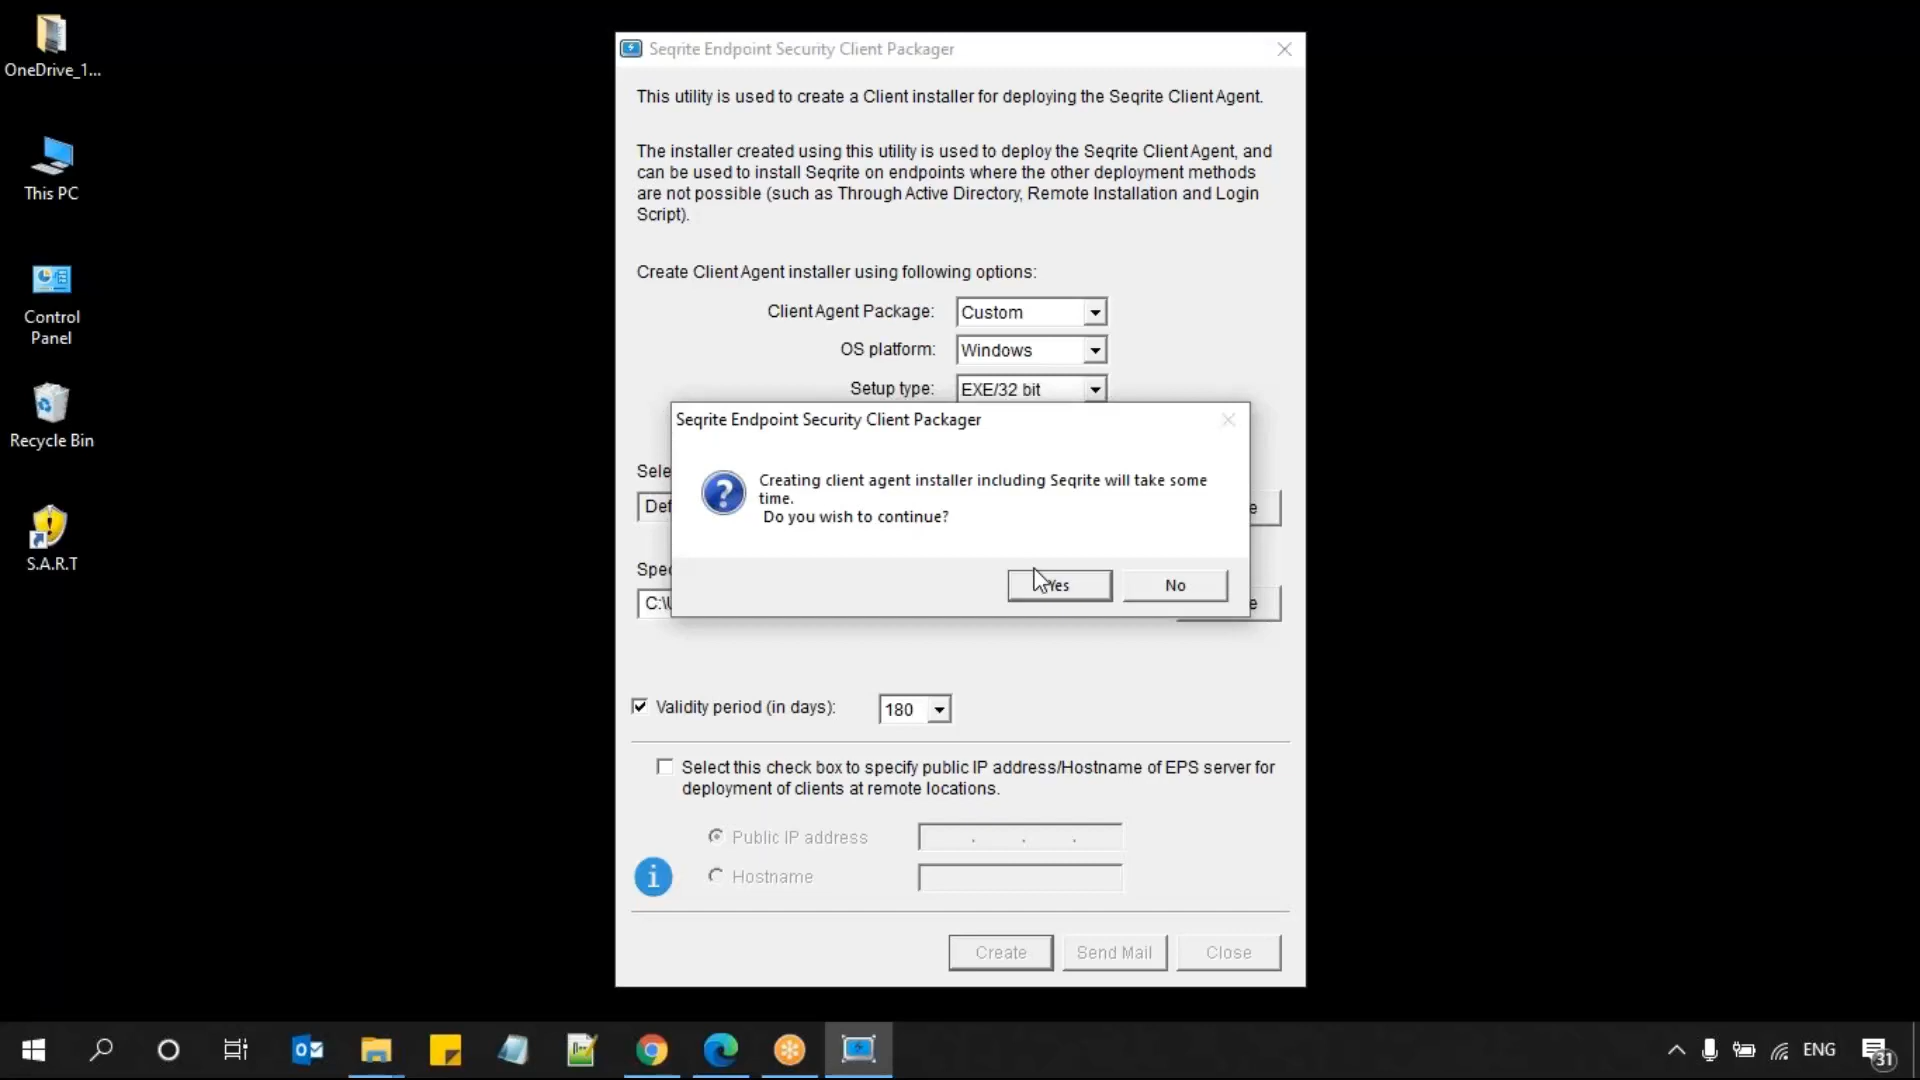 OneDrive_1...
This PC
Control
Panel
Recycle Bin
S.A.R.T
Seqrite Endpoint Security Client Packager
This utility is used to create a Client installer for deploying the Seqrite Client Agent.
The installer created using this utility is used to deploy the Seqrite Client Agent, and
can be used to install Seqrite on endpoints where the other deployment methods
are not possible (such as Through Active Directory, Remote Installation and Login
Script).
Create Client Agent installer using following options:
Client Agent Package: Custom
OS platform: Windows
Setup type: EXE/32 bit
Seqrite Endpoint Security Client Packager
Creating client agent installer including Seqrite will take some
time.
Do you wish to continue?
Yes No
Validity period (in days): 180
Select this check box to specify public IP address/Hostname of EPS server for
deployment of clients at remote locations.
Public IP address . . .
Hostname
Create Send Mail Close
ENG
31